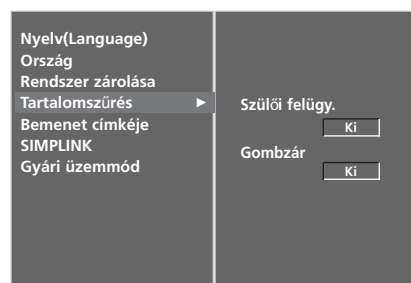 Nyelv(Language)
Ország
Rendszer zárolása
Tartalomszűrés ►
Bemenet címkéje
SIMPLINK
Gyári üzemmód
Szülői felügy.
Ki
Gombzár
Ki